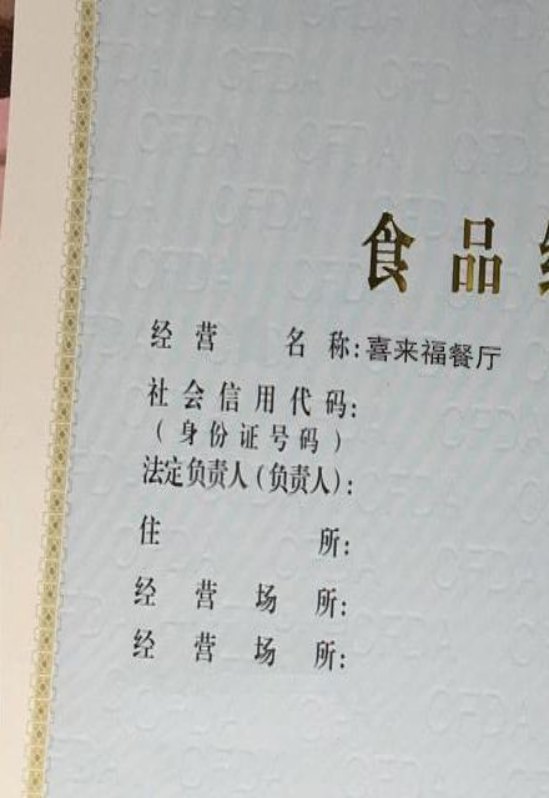 CFDA
食品
经营名称:喜来福餐厅
社会信用代码:
(身份证号码)
法定负责人(负责人):
住所:
经营场所:
经营场所: